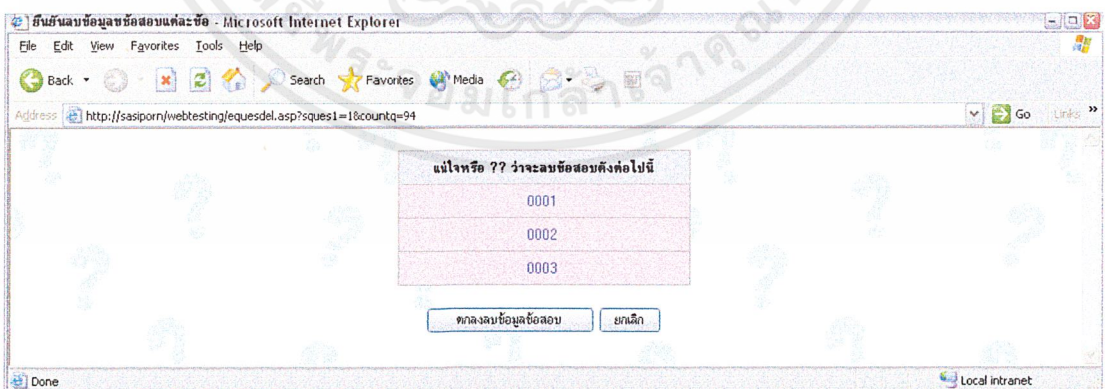 ยืนยันลบข้อมูลขข้อสอบแต่ละข้อ - Microsoft Internet Explorer
File Edit View Favorites Tools Help
Back Search Favorites Media
Address http://sasiporn/webtesting/equesdel.asp?sques1=1&countq=94 Go Links »
แน่ใจหรือ ?? ว่าจะลบข้อสอบดังต่อไปนี้
0001
0002
0003
ตกลงลบข้อมูลข้อสอบ ยกเลิก
Done Local intranet